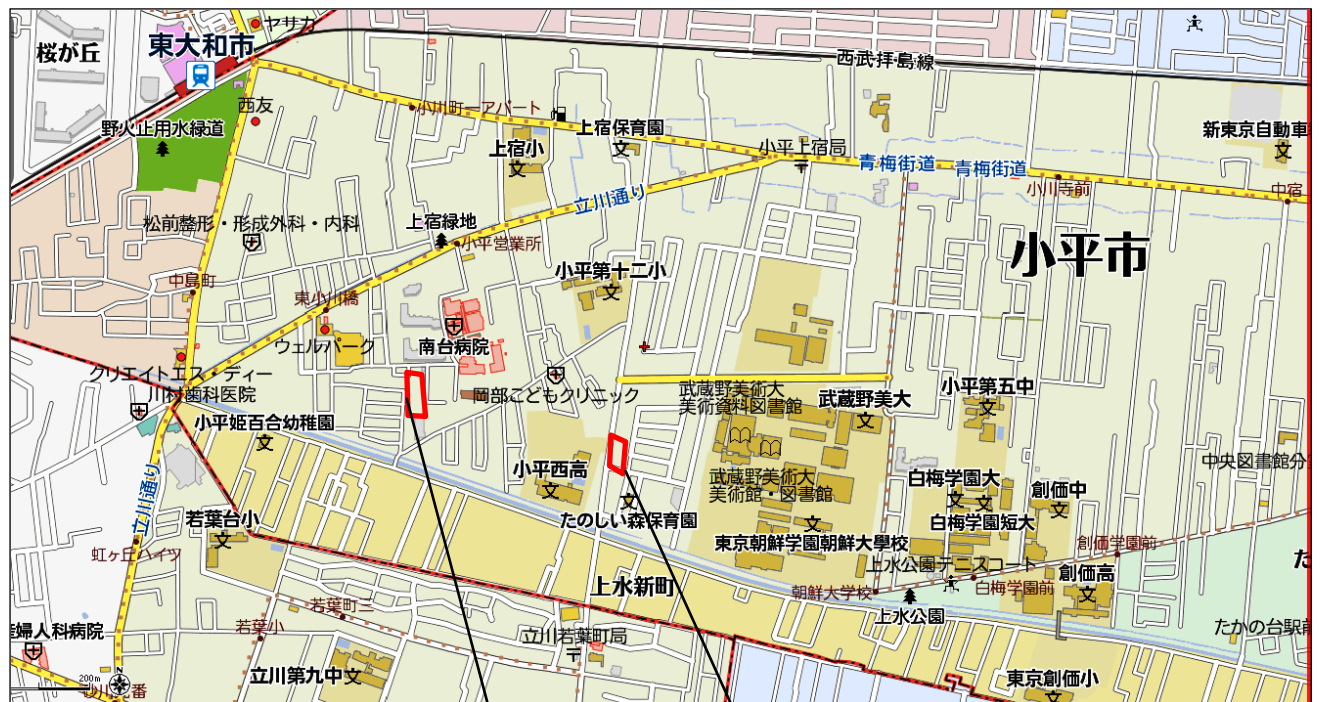 ヤサカ
桜が丘
東大和市
西武拝島線
西友
野火止用水緑道
小川町一アパート
上宿保育園
上宿小
小平上宿局
青梅街道
青梅街道
新東京自動車
小川寺前
中宿
立川通り
松前整形・形成外科・内科
上宿緑地
小平営業所
小平市
小平第十二小
中島町
東小川橋
ウェルパーク
南台病院
クリエイトエス・ディー
川村歯科医院
岡部こどもクリニック
武蔵野美術大
美術資料図書館
武蔵野美大
小平第五中
小平姫百合幼稚園
小平西高
武蔵野美術大
美術館・図書館
白梅学園大
中央図書館分
創価中
立川通り
若葉台小
たのしい森保育園
白梅学園短大
東京朝鮮学園朝鮮大學校
創価学園前
虹ヶ丘ハイツ
上水公園テニスコート
上水新町
朝鮮大学校
白梅学園前
創価高
若葉町三
上水公園
若葉小
立川若葉町局
たかの台駅前
産婦人科病院
立川第九中
200m
N
東京創価小